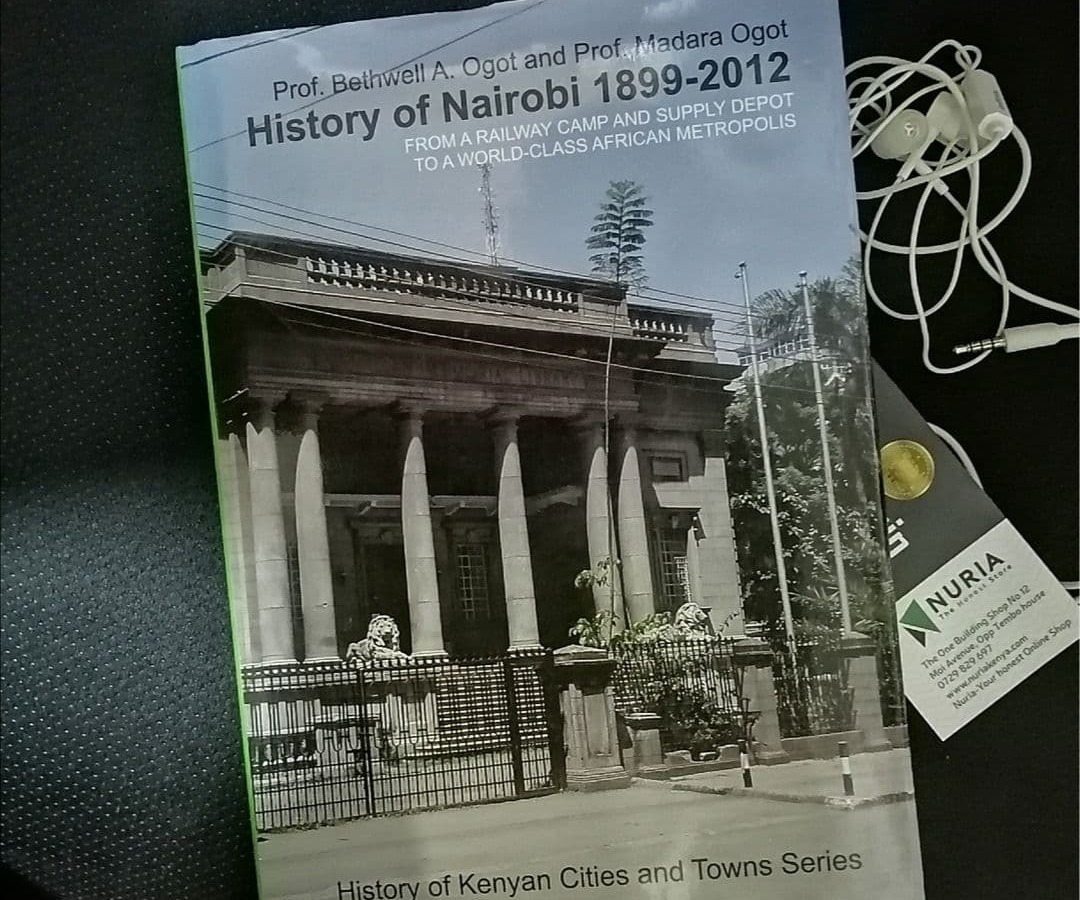 Prof. Bethwell A. Ogot and Prof. Madara Ogot
History of Nairobi 1899-2012
FROM A RAILWAY CAMP AND SUPPLY DEPOT
TO A WORLD-CLASS AFRICAN METROPOLIS
History of Kenyan Cities and Towns Series
NURIA
The Honest Store
The One Building Shop No 12
Moi Avenue, Opp. Tembo house
0729 829 697
www.nuriakenya.com
Nuria-Your honest Online Shop